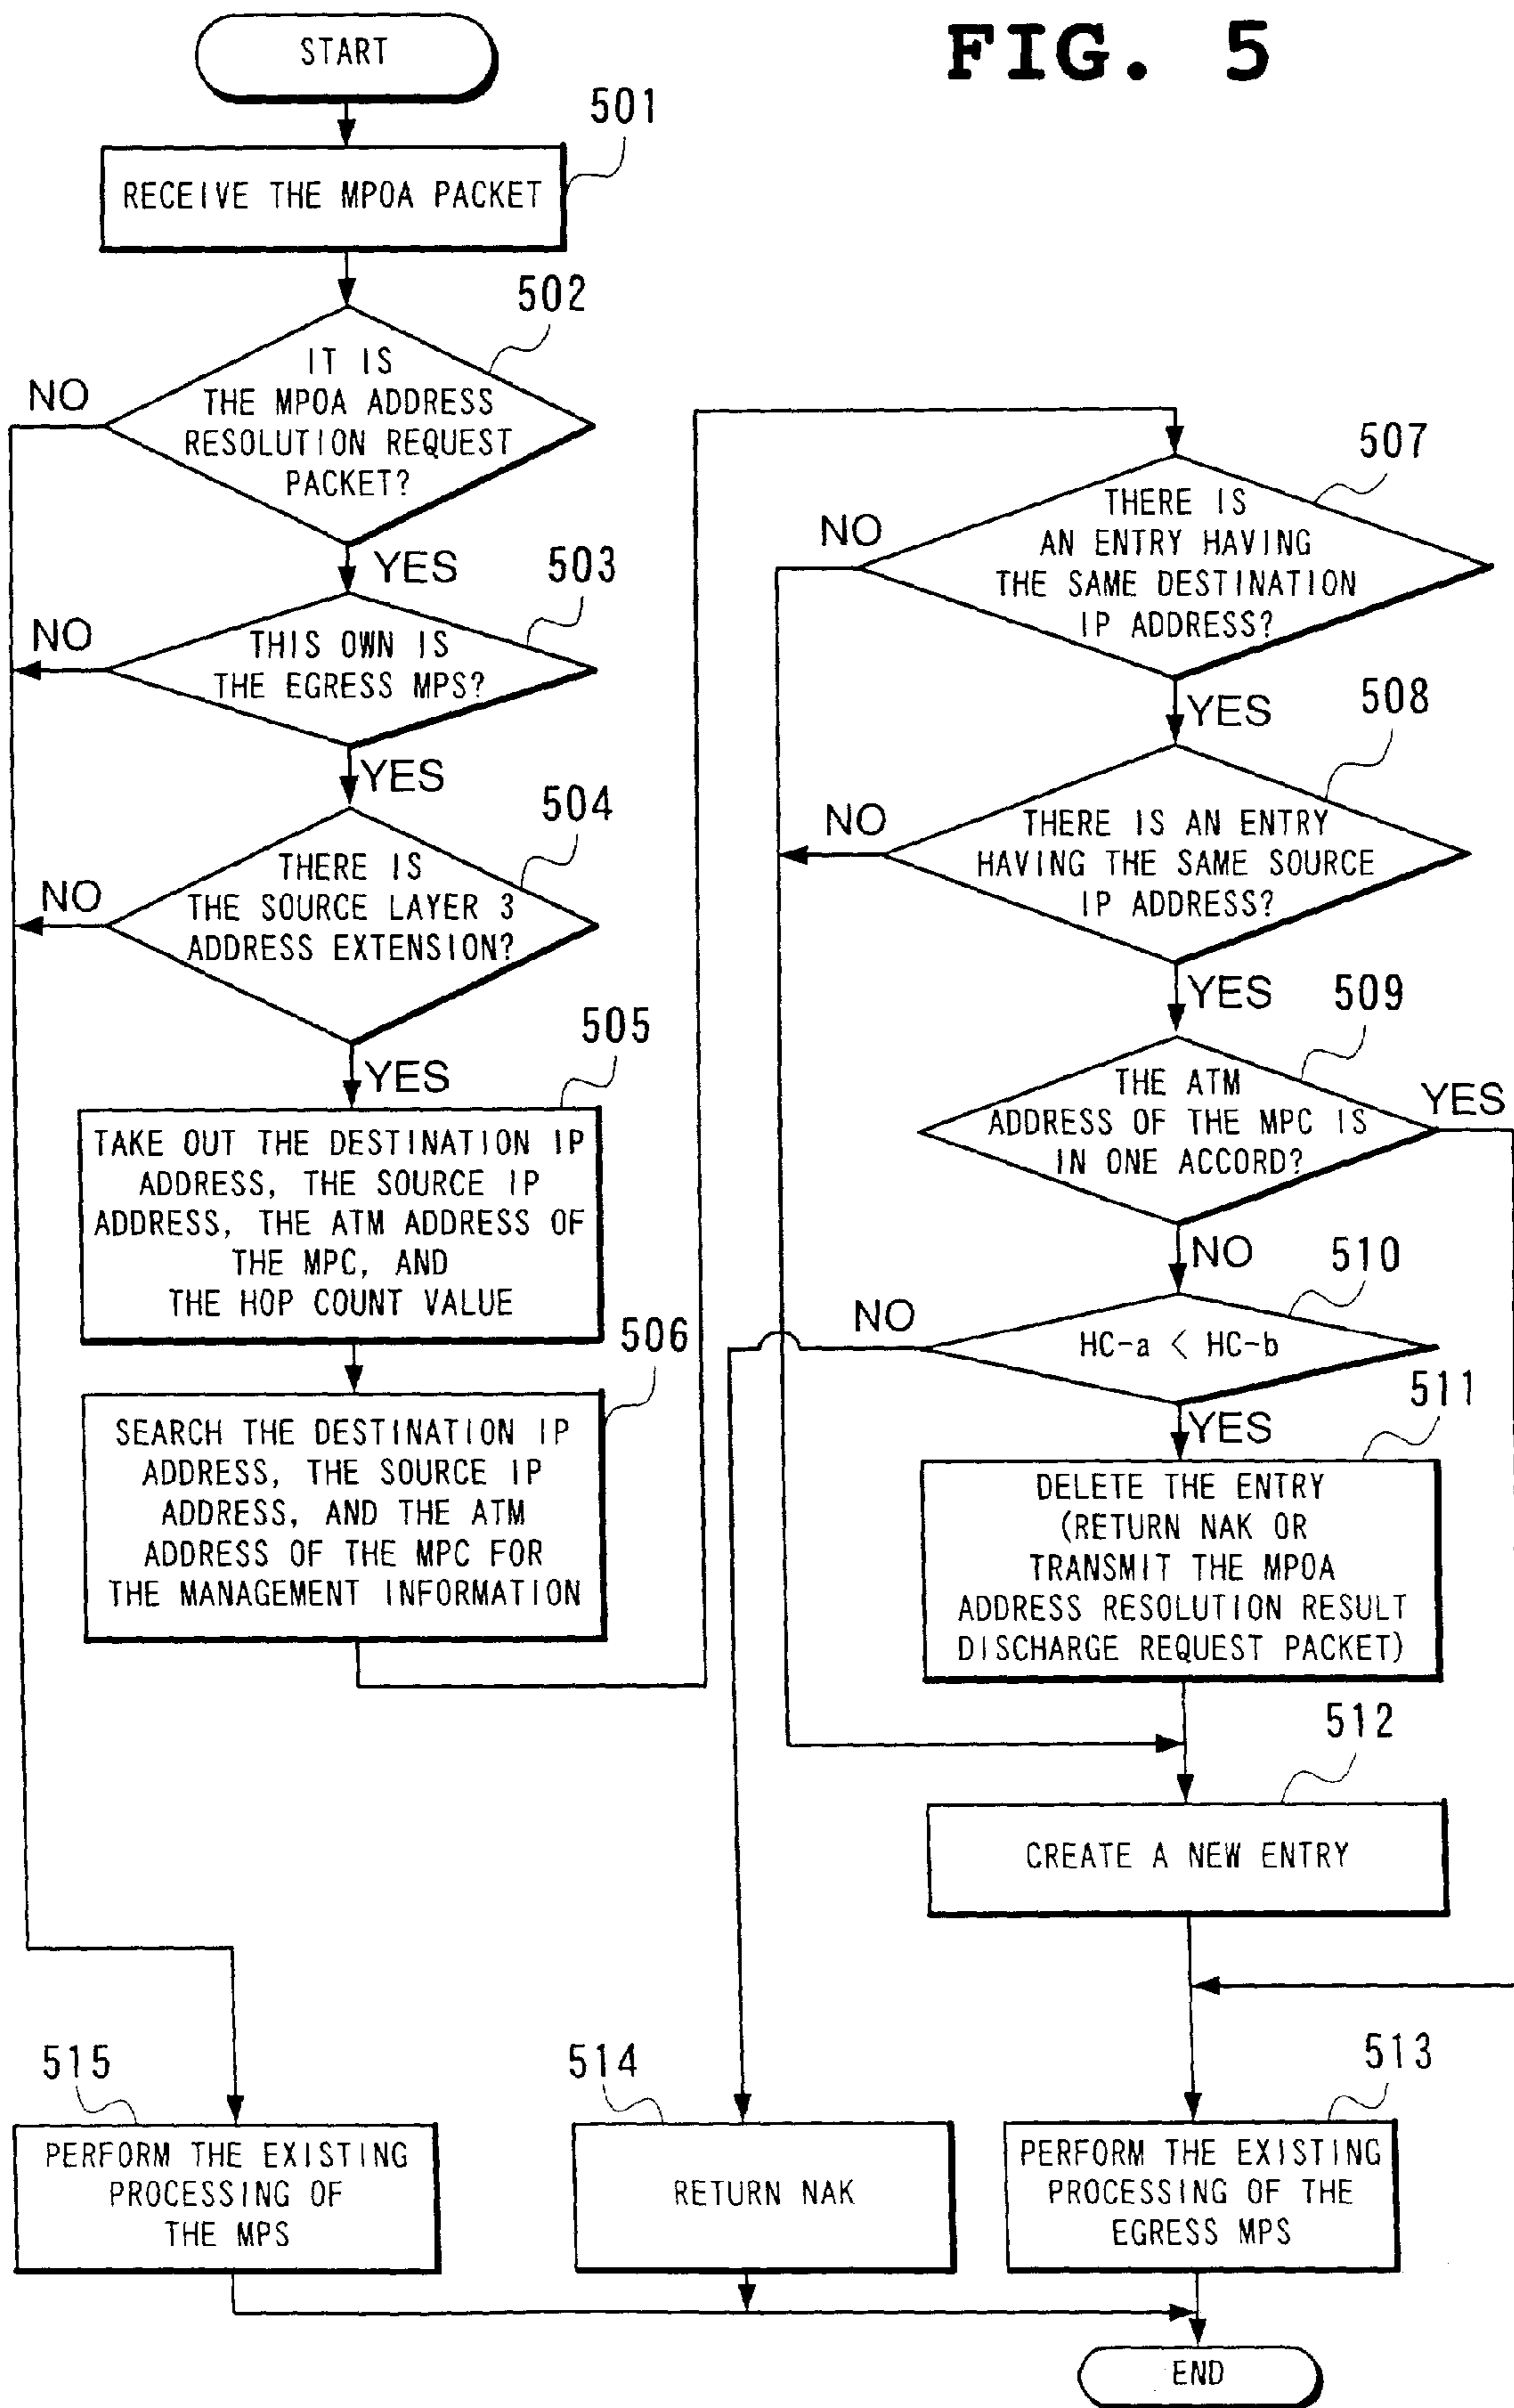 FIG. 5
START
501
RECEIVE THE MPOA PACKET
502
IT IS
THE MPOA ADDRESS
RESOLUTION REQUEST
PACKET?
NO
YES
503
THIS OWN IS
THE EGRESS MPS?
NO
YES
504
THERE IS
THE SOURCE LAYER 3
ADDRESS EXTENSION?
NO
YES
505
TAKE OUT THE DESTINATION IP
ADDRESS, THE SOURCE IP
ADDRESS, THE ATM ADDRESS OF
THE MPC, AND
THE HOP COUNT VALUE
506
SEARCH THE DESTINATION IP
ADDRESS, THE SOURCE IP
ADDRESS, AND THE ATM
ADDRESS OF THE MPC FOR
THE MANAGEMENT INFORMATION
507
THERE IS
AN ENTRY HAVING
THE SAME DESTINATION
IP ADDRESS?
NO
YES
508
THERE IS AN ENTRY
HAVING THE SAME SOURCE
IP ADDRESS?
NO
YES
509
THE ATM
ADDRESS OF THE MPC IS
IN ONE ACCORD?
YES
NO
510
HC-a < HC-b
NO
YES
511
DELETE THE ENTRY
(RETURN NAK OR
TRANSMIT THE MPOA
ADDRESS RESOLUTION RESULT
DISCHARGE REQUEST PACKET)
512
CREATE A NEW ENTRY
515
PERFORM THE EXISTING
PROCESSING OF
THE MPS
514
RETURN NAK
513
PERFORM THE EXISTING
PROCESSING OF THE
EGRESS MPS
END